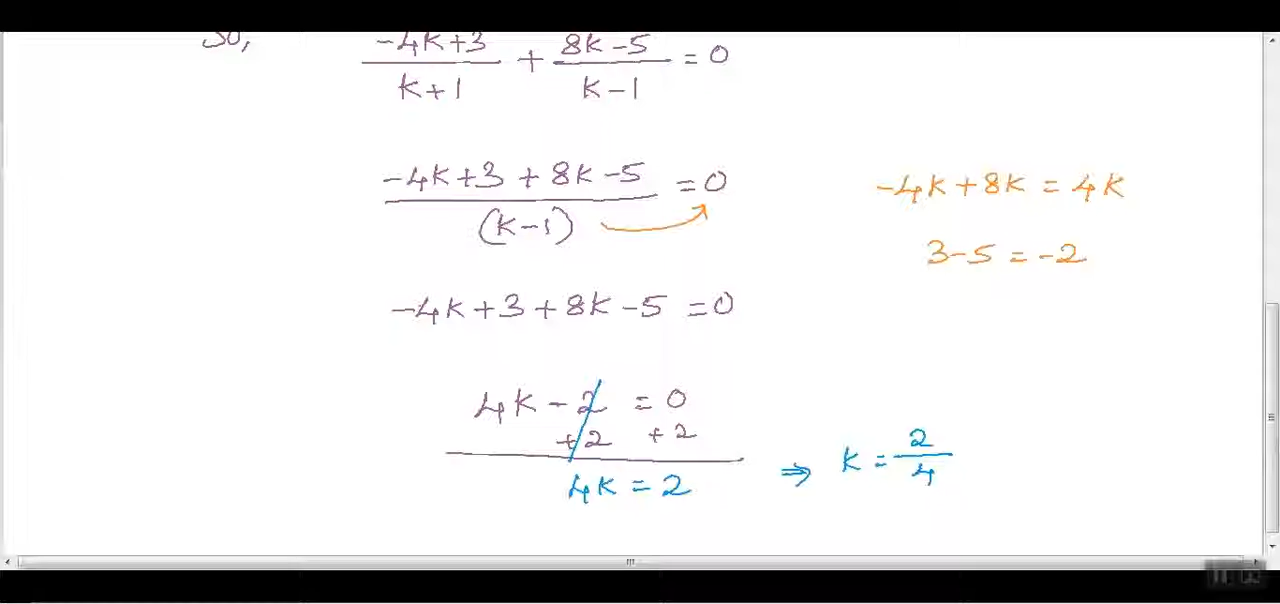 So, (-4k+3)/(k+1) + (8k-5)/(k-1) = 0
(-4k+3+8k-5)/(k-1) = 0
-4k+8k = 4k
3-5 = -2
-4k+3+8k-5 = 0
4k-2 = 0
+2 +2
4k = 2 ⇒ k = 2/4